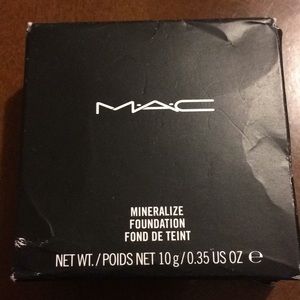 M·A·C
MINERALIZE
FOUNDATION
FOND DE TEINT
NET WT. / POIDS NET 10 g / 0.35 US OZ ℮